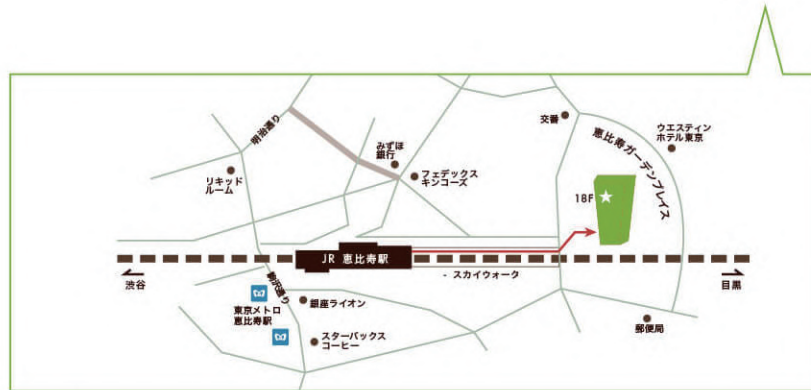 交番
ウエスティン
ホテル東京
恵比寿ガーデンプレイス
明治通り
みずほ
銀行
フェデックス
キンコーズ
リキッド
ルーム
18F
JR 恵比寿駅
- スカイウォーク
渋谷
目黒
駒沢通り
東京メトロ
恵比寿駅
銀座ライオン
スターバックス
コーヒー
郵便局